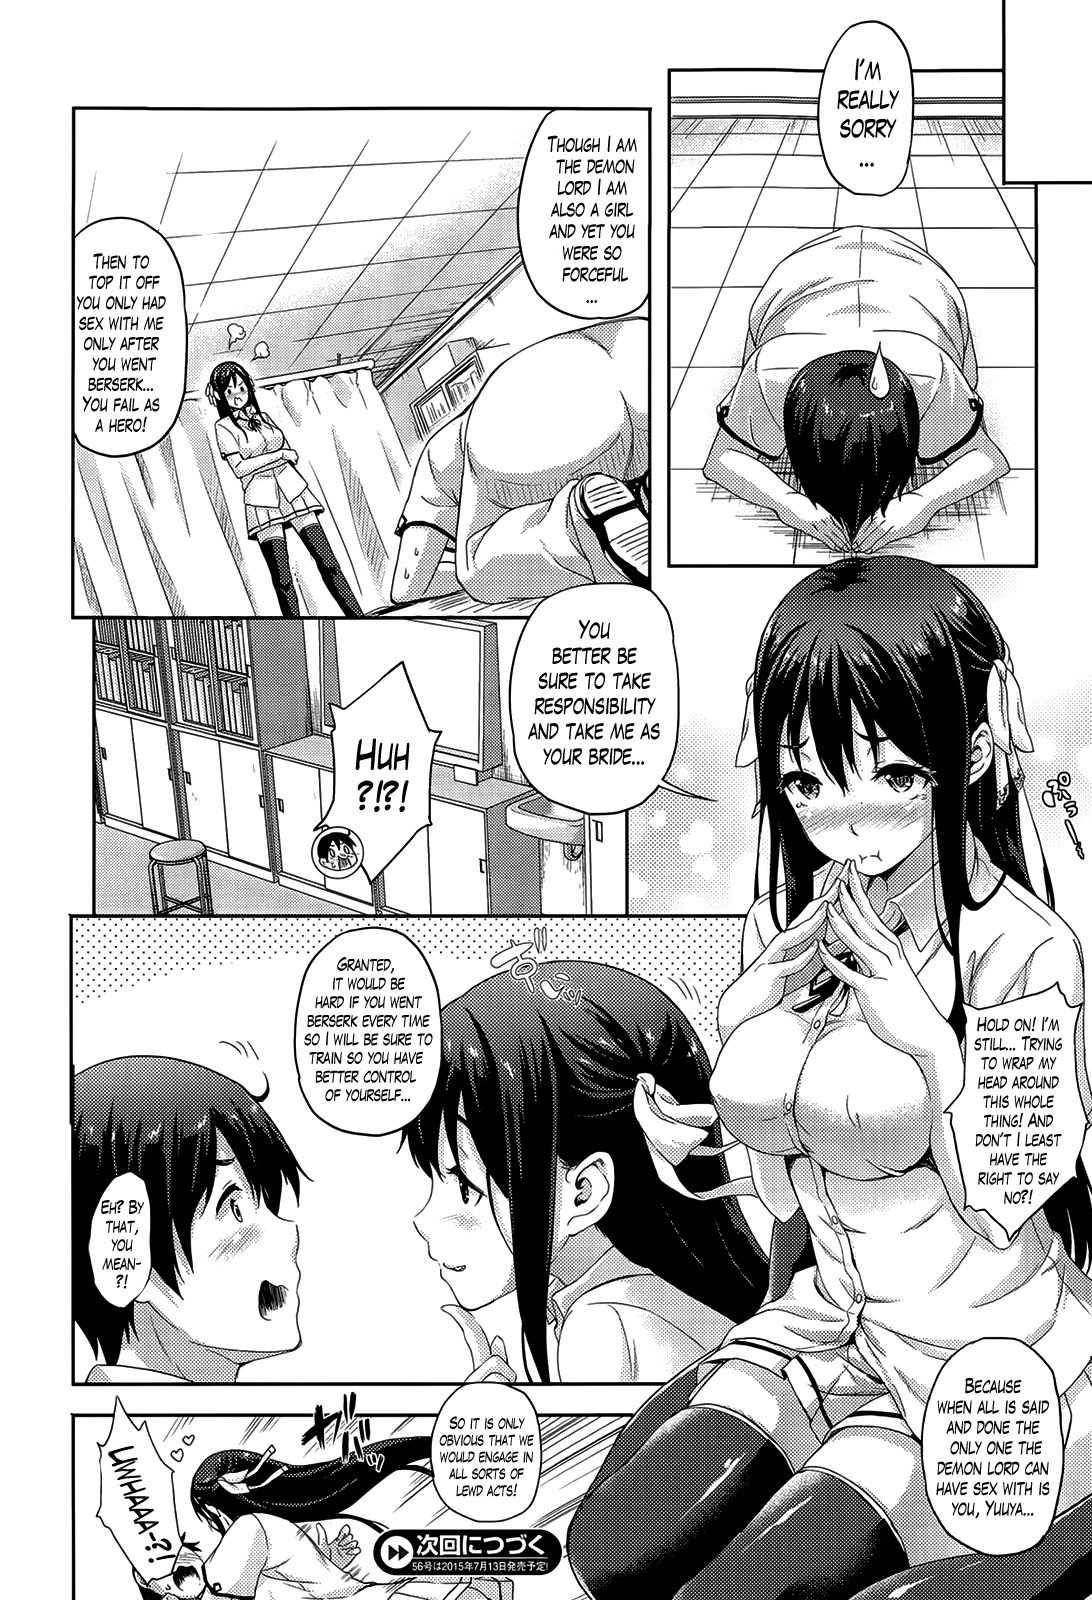 I'M
REALLY
SORRY
...
THOUGH I AM
THE DEMON
LORD I AM
ALSO A GIRL
AND YET YOU
WERE SO
FORCEFUL
...
THEN TO
TOP IT OFF
YOU ONLY HAD
SEX WITH ME
ONLY AFTER
YOU WENT
BERSERK...
YOU FAIL AS
A HERO!
YOU
BETTER BE
SURE TO TAKE
RESPONSIBILITY
AND TAKE ME AS
YOUR BRIDE...
HUH
?!?!
HOLD ON! I'M
STILL... TRYING
TO WRAP MY
HEAD AROUND
THIS WHOLE
THING! AND
DON'T I LEAST
HAVE THE
RIGHT TO SAY
NO?!
BECAUSE
WHEN ALL IS SAID
AND DONE THE
ONLY ONE THE
DEMON LORD CAN
HAVE SEX WITH IS
YOU, YUUYA...
GRANTED,
IT WOULD BE
HARD IF YOU WENT
BERSERK EVERY TIME
SO I WILL BE SURE TO
TRAIN SO YOU HAVE
BETTER CONTROL
OF YOURSELF...
EH? BY
THAT,
YOU
MEAN-
?!
SO IT IS ONLY
OBVIOUS THAT WE
WOULD ENGAGE IN
ALL SORTS OF
LEWD ACTS!
UWHAAA-?!
次回につづく
56号は2015年7月13日発売予定!